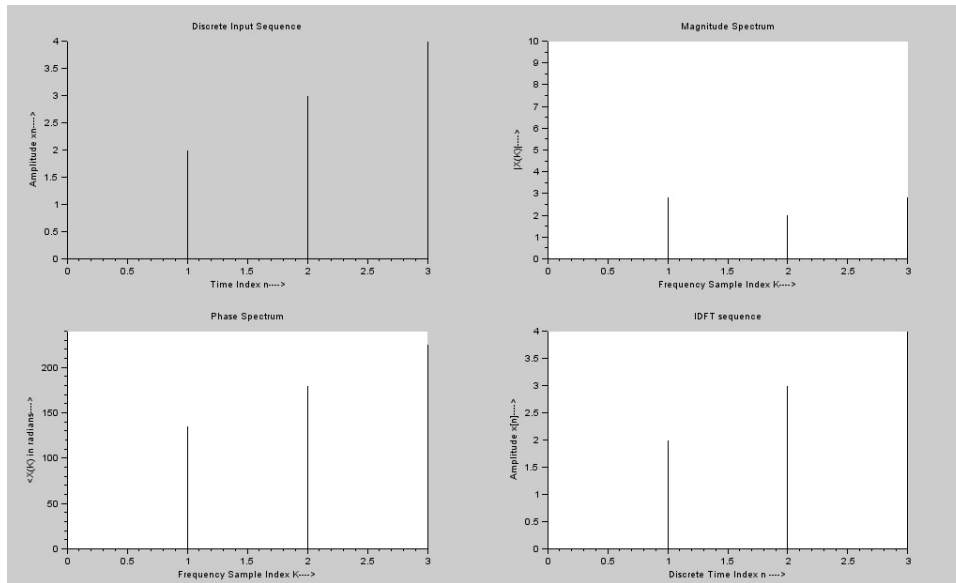 Discrete Input Sequence
4
3.5
3
2.5
2
1.5
1
0.5
0
Amplitude xn---->
0 0.5 1 1.5 2 2.5 3
Time Index n---->
Magnitude Spectrum
10
9
8
7
6
5
4
3
2
1
0
|X(K)|---->
0 0.5 1 1.5 2 2.5 3
Frequency Sample Index K---->
Phase Spectrum
200
150
100
50
0
<X(K) in radians---->
0 0.5 1 1.5 2 2.5 3
Frequency Sample Index K---->
IDFT sequence
4
3.5
3
2.5
2
1.5
1
0.5
0
Amplitude x[n]---->
0 0.5 1 1.5 2 2.5 3
Discrete Time Index n ---->